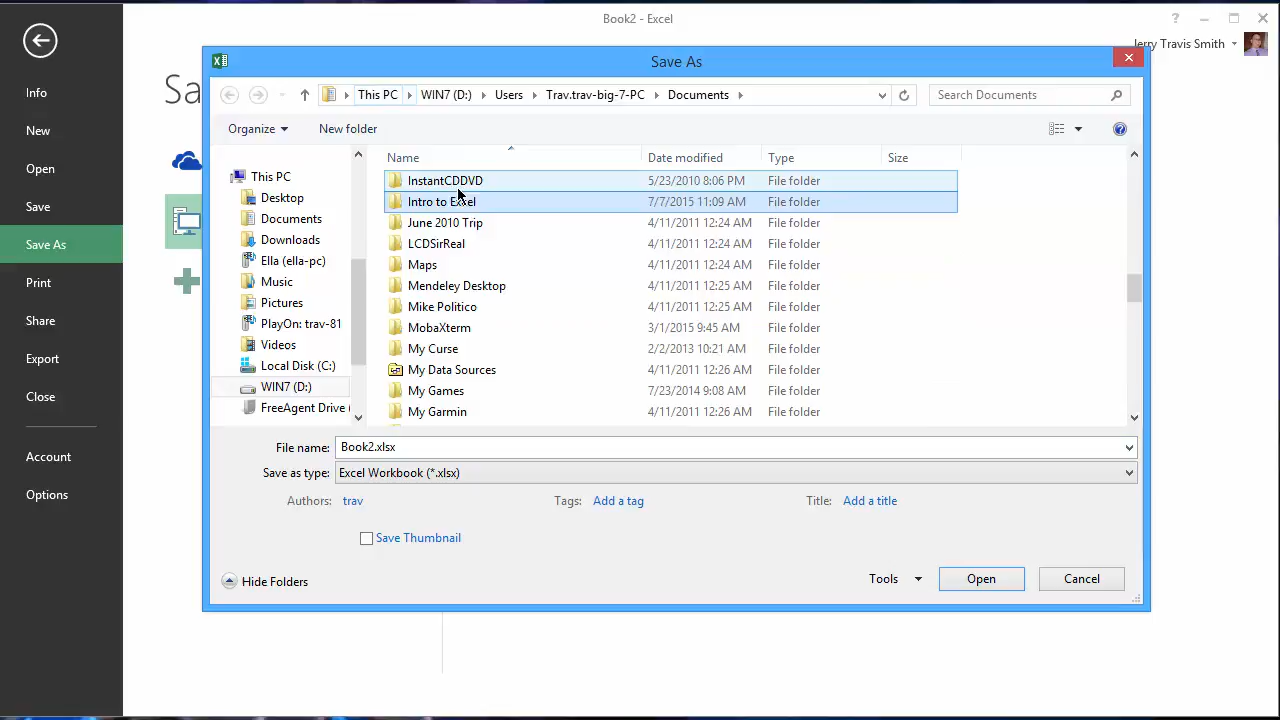 Book2 - Excel
?
Jerry Travis Smith
Info
New
Open
Save
Save As
Print
Share
Export
Close
Account
Options
Sa
Save As
This PC
WIN7 (D:)
Users
Trav.trav-big-7-PC
Documents
Search Documents
Organize
New folder
?
Name
Date modified
Type
Size
This PC
Desktop
Documents
Downloads
Ella (ella-pc)
Music
Pictures
PlayOn: trav-81
Videos
Local Disk (C:)
WIN7 (D:)
FreeAgent Drive (
InstantCDDVD 5/23/2010 8:06 PM File folder
Intro to Excel 7/7/2015 11:09 AM File folder
June 2010 Trip 4/11/2011 12:24 AM File folder
LCDSirReal 4/11/2011 12:24 AM File folder
Maps 4/11/2011 12:24 AM File folder
Mendeley Desktop 4/11/2011 12:25 AM File folder
Mike Politico 4/11/2011 12:25 AM File folder
MobaXterm 3/1/2015 9:45 AM File folder
My Curse 2/2/2013 10:21 AM File folder
My Data Sources 4/11/2011 12:26 AM File folder
My Games 7/23/2014 9:08 AM File folder
My Garmin 4/11/2011 12:26 AM File folder
File name: Book2.xlsx
Save as type: Excel Workbook (*.xlsx)
Authors: trav
Tags: Add a tag
Title: Add a title
Save Thumbnail
Hide Folders
Tools
Open
Cancel